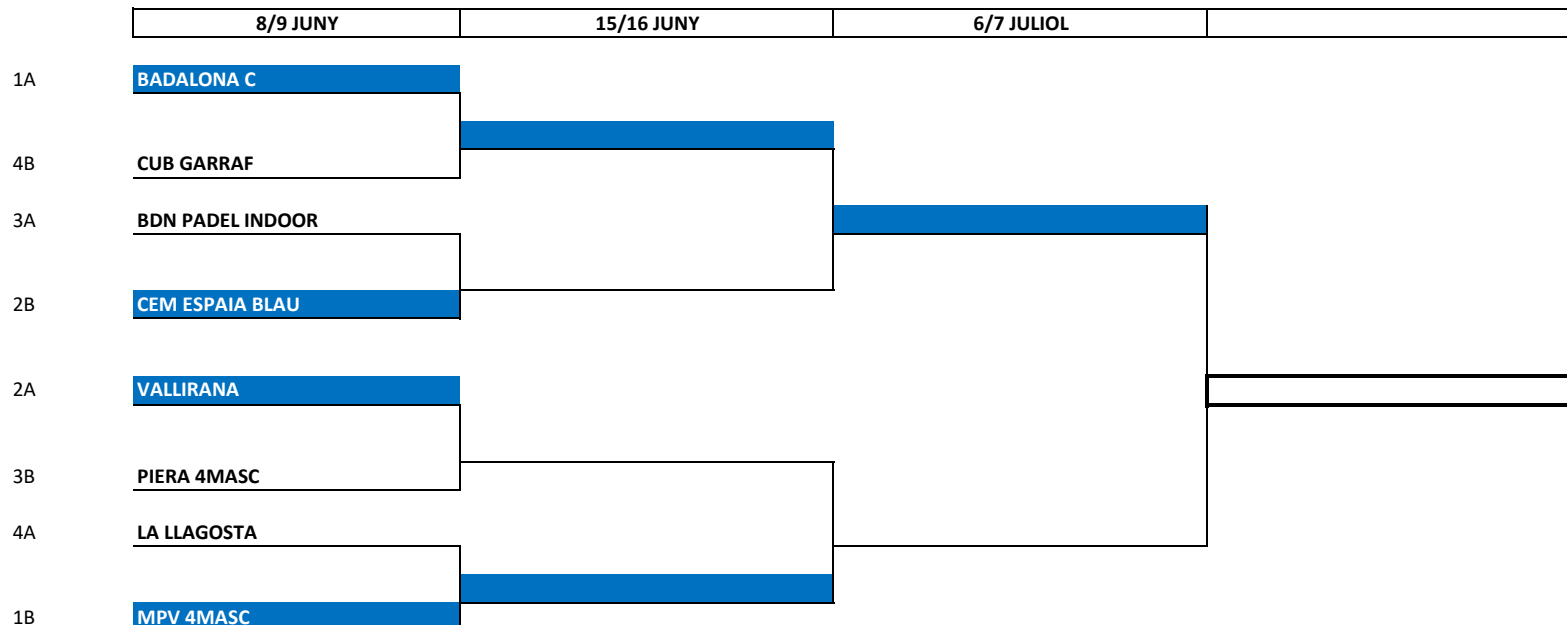 8/9 JUNY 15/16 JUNY 6/7 JULIOL
1A BADALONA C
4B CUB GARRAF
3A BDN PADEL INDOOR
2B CEM ESPAIA BLAU
2A VALLIRANA
3B PIERA 4MASC
4A LA LLAGOSTA
1B MPV 4MASC